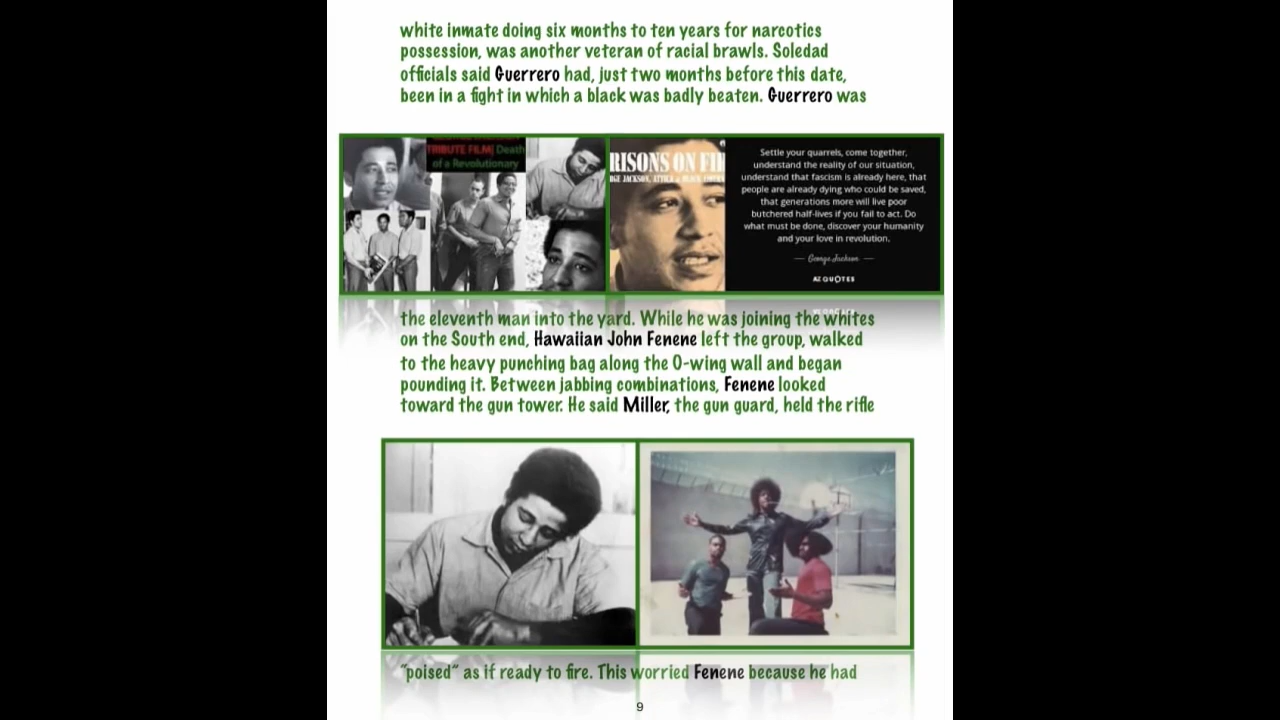 white inmate doing six months to ten years for narcotics
possession, was another veteran of racial brawls. Soledad
officials said Guerrero had, just two months before this date,
been in a fight in which a black was badly beaten. Guerrero was
TRIBUTE FILM| Death
of a Revolutionary
RISONS ON FI
DGE JACKSON, ATTICA & BLACK
Settle your quarrels, come together,
understand the reality of our situation,
understand that fascism is already here, that
people are already dying who could be saved,
that generations more will live poor
butchered half-lives if you fail to act. Do
what must be done, discover your humanity
and your love in revolution.
— George Jackson —
AZ QUOTES
the eleventh man into the yard. While he was joining the whites
on the South end, Hawaiian John Fenene left the group, walked
to the heavy punching bag along the O-wing wall and began
pounding it. Between jabbing combinations, Fenene looked
toward the gun tower. He said Miller, the gun guard, held the rifle
"poised" as if ready to fire. This worried Fenene because he had
9